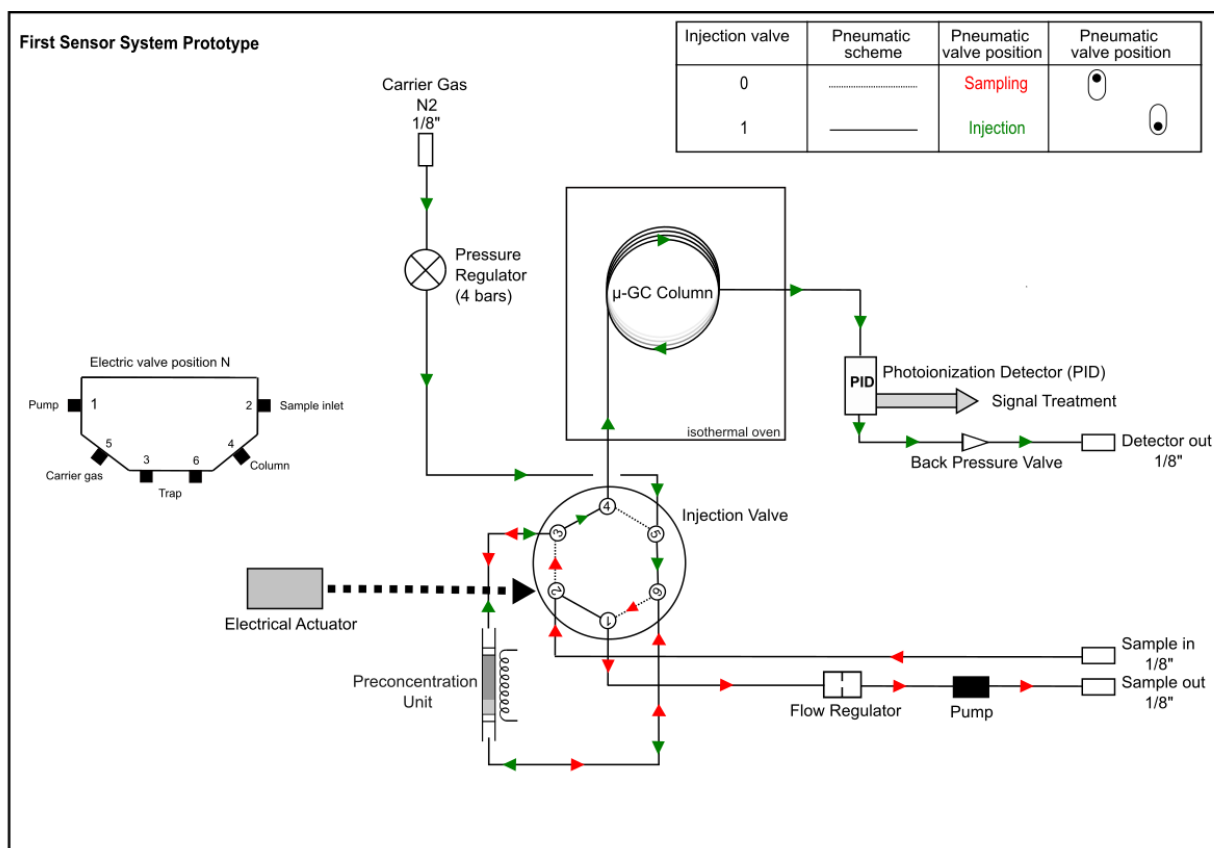 First Sensor System Prototype
Injection valve
Pneumatic
scheme
Pneumatic
valve position
Pneumatic
valve position
0
Sampling
1
Injection
Carrier Gas
N2
1/8"
Pressure
Regulator
(4 bars)
µ-GC Column
isothermal oven
PID
Photoionization Detector (PID)
Signal Treatment
Back Pressure Valve
Detector out
1/8"
Electric valve position N
Pump
1
2
Sample inlet
5
3
6
4
Carrier gas
Trap
Column
Injection Valve
4
3
5
2
6
1
Electrical Actuator
Preconcentration
Unit
Flow Regulator
Pump
Sample in
1/8"
Sample out
1/8"